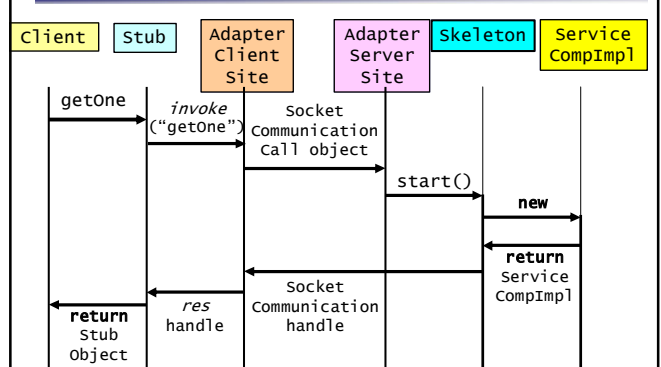 Client
Stub
Adapter
Client
Site
Adapter
Server
Site
Skeleton
Service
CompImpl
getOne
invoke
(“getOne”)
Socket
Communication
Call object
start()
new
return
Service
CompImpl
Socket
Communication
handle
res
handle
return
Stub
Object